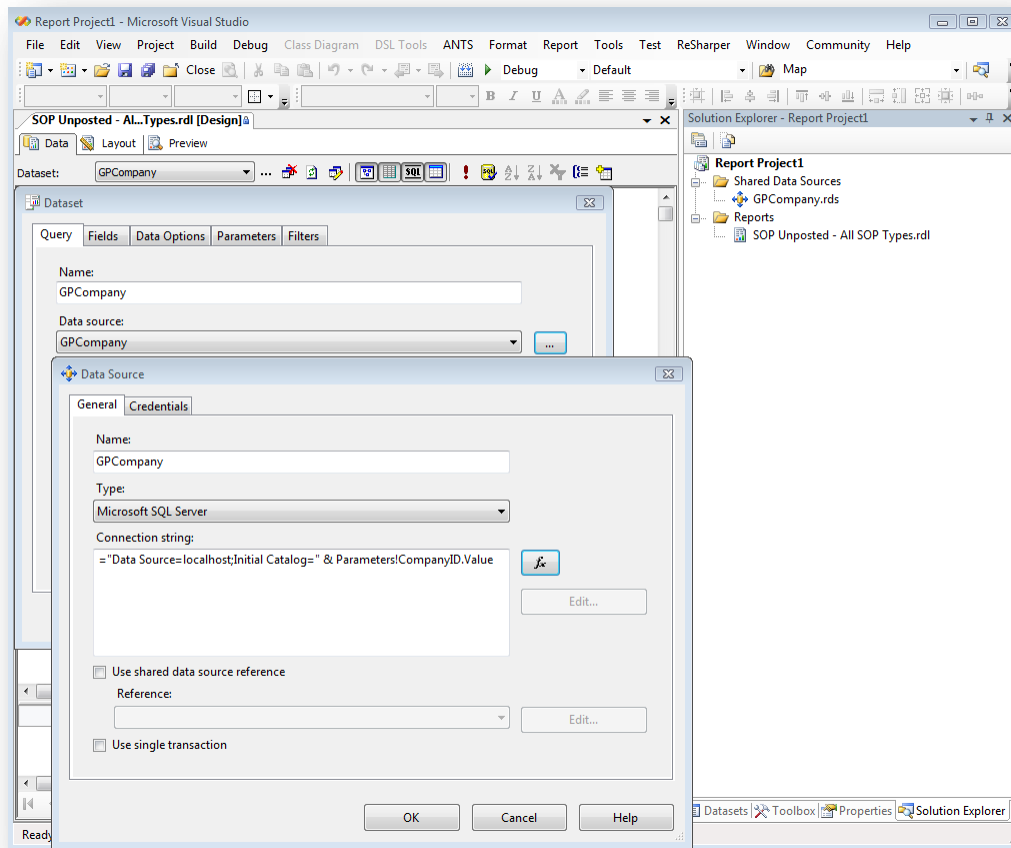 Report Project1 - Microsoft Visual Studio
File Edit View Project Build Debug Class Diagram DSL Tools ANTS Format Report Tools Test ReSharper Window Community Help
Close Debug Default Map
B I U A
SOP Unposted - Al...Types.rdl [Design]
Solution Explorer - Report Project1
Data Layout Preview
Dataset: GPCompany ... SQL
Report Project1
Shared Data Sources
GPCompany.rds
Reports
SOP Unposted - All SOP Types.rdl
Dataset
Query Fields Data Options Parameters Filters
Name:
GPCompany
Data source:
GPCompany ...
Data Source
General Credentials
Name:
GPCompany
Type:
Microsoft SQL Server
Connection string:
="Data Source=localhost;Initial Catalog=" & Parameters!CompanyID.Value
fx
Edit...
Use shared data source reference
Reference:
Edit...
Use single transaction
OK Cancel Help
Datasets Toolbox Properties Solution Explorer
Ready